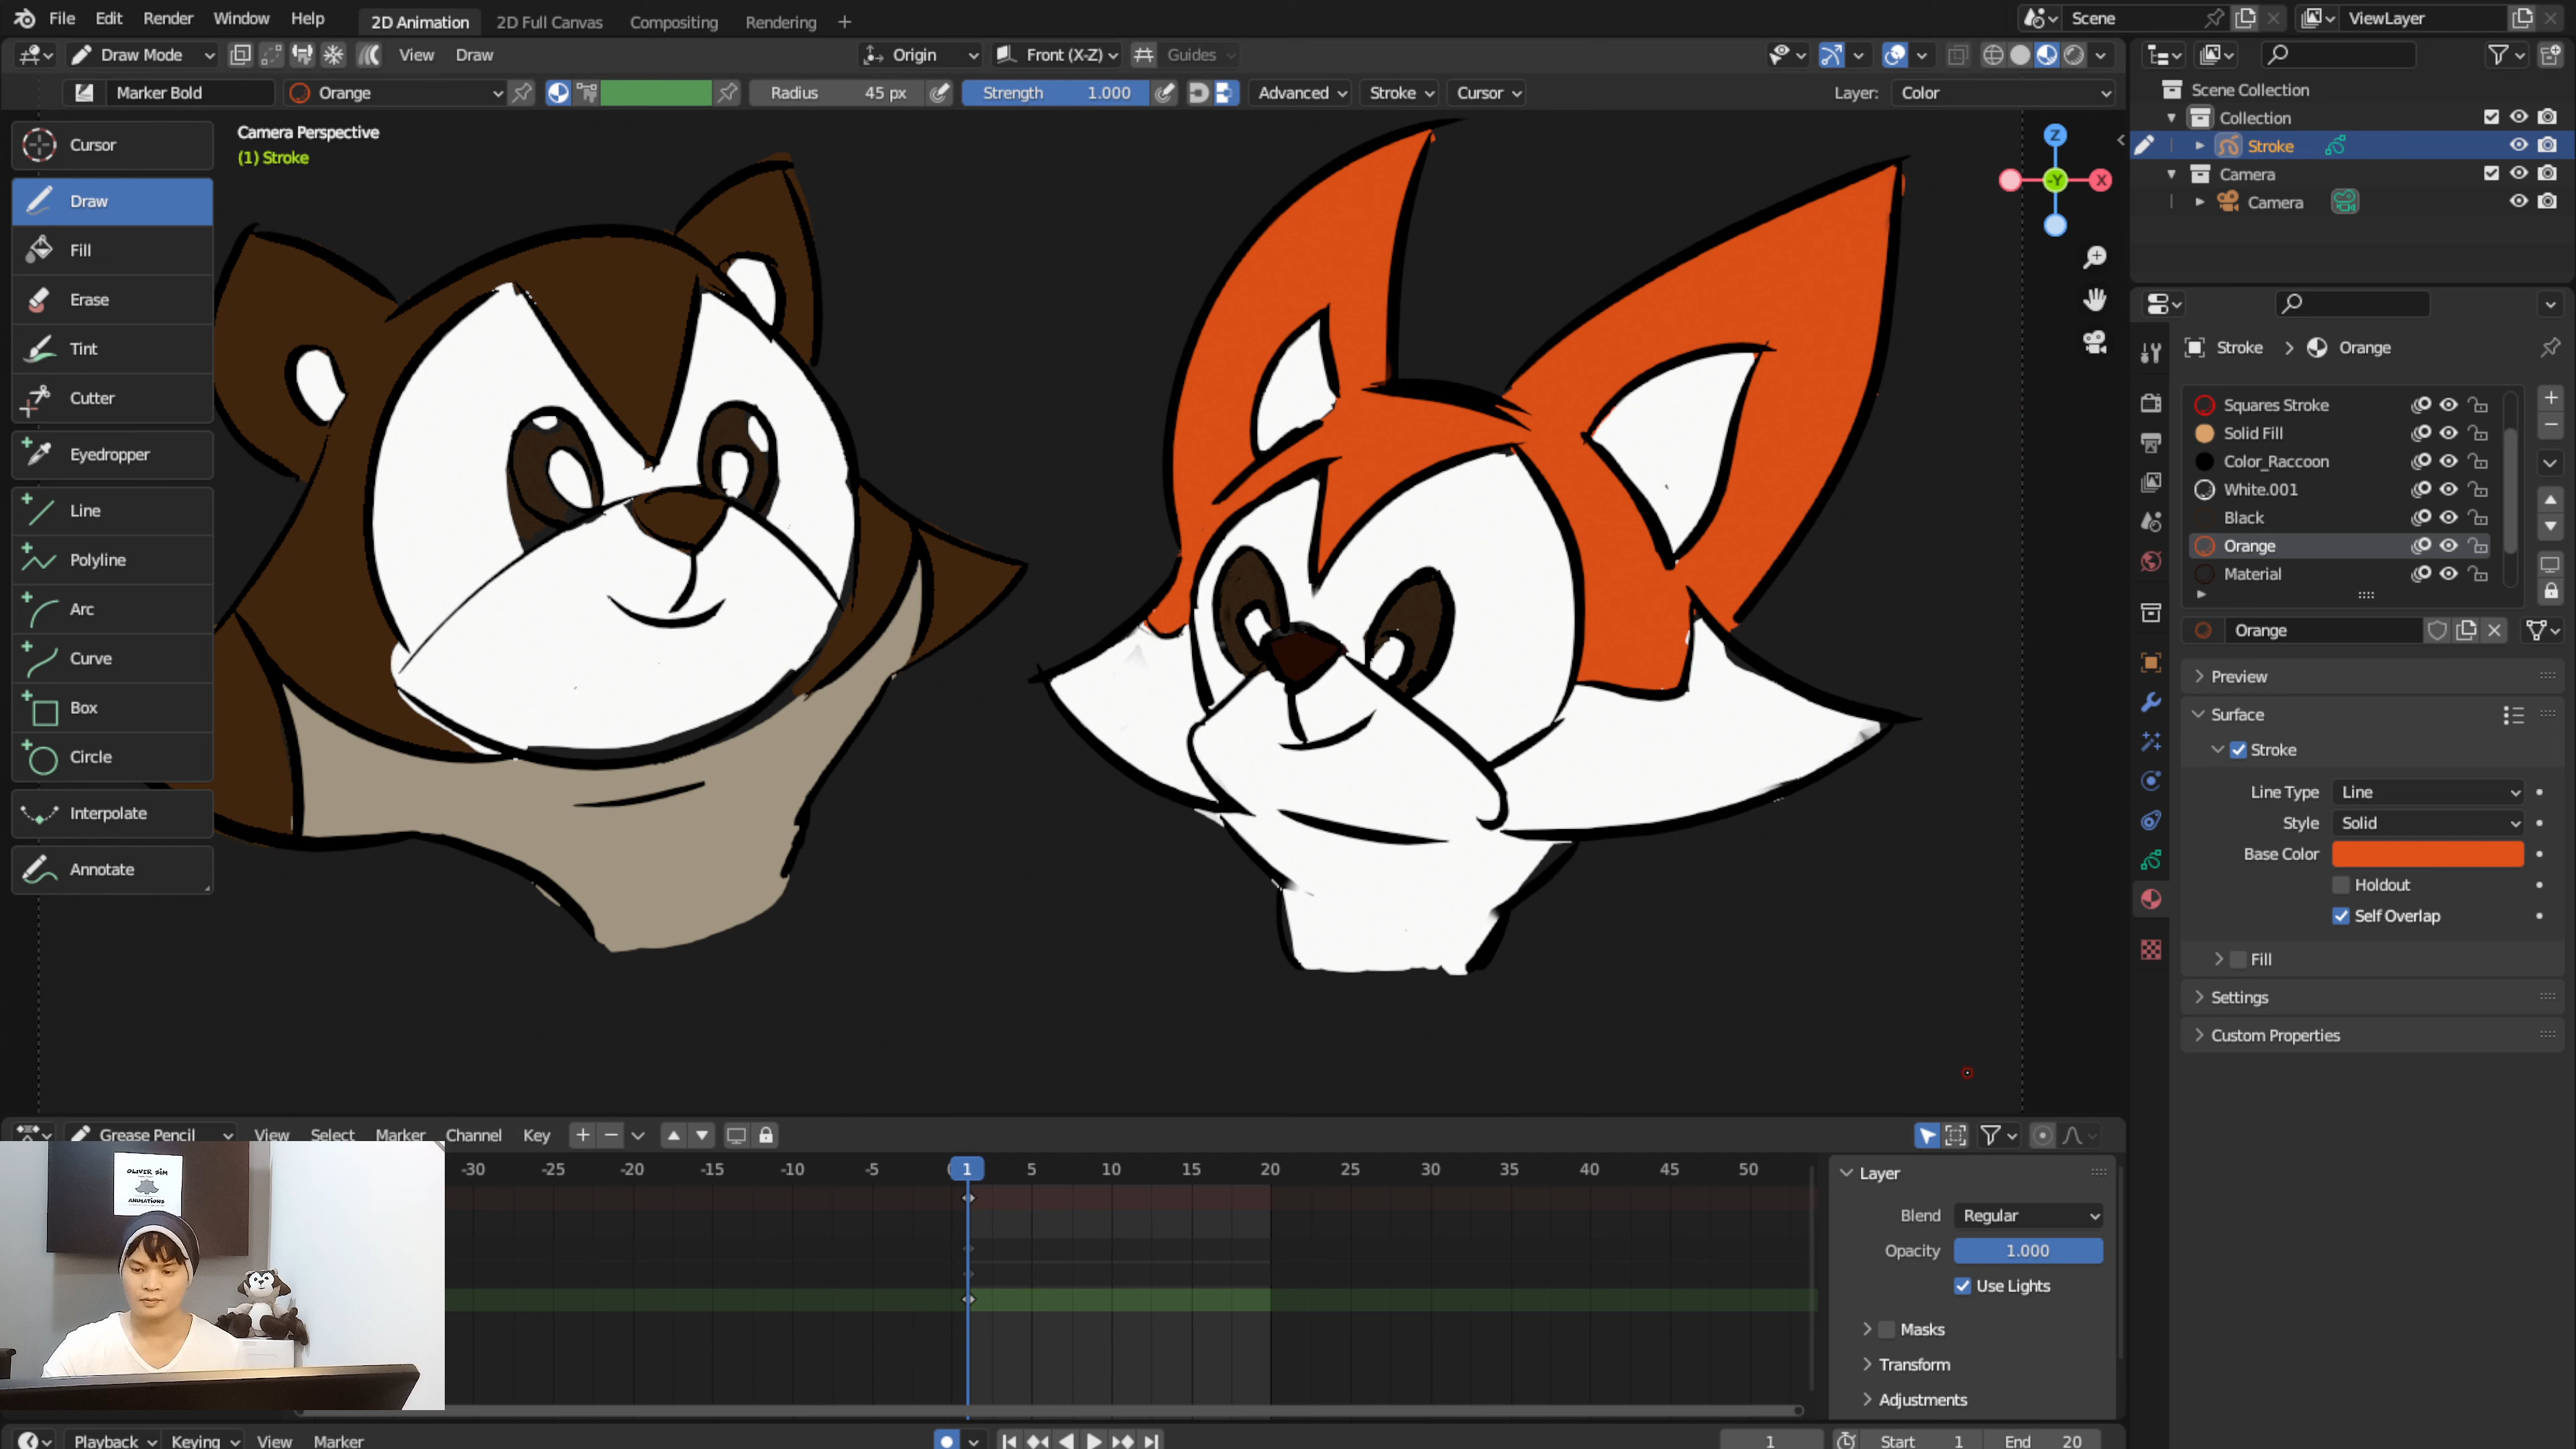 File Edit Render Window Help 2D Animation 2D Full Canvas Compositing Rendering + Scene ViewLayer
Draw Mode View Draw Origin Front (X-Z) Guides
Marker Bold Orange Radius 45 px Strength 1.000 Advanced Stroke Cursor Layer: Color
Camera Perspective
(1) Stroke
Cursor
Draw
Fill
Erase
Tint
Cutter
Eyedropper
Line
Polyline
Arc
Curve
Box
Circle
Interpolate
Annotate
Z
-Y
X
Scene Collection
Collection
Stroke
Camera
Camera
Stroke > Orange
Squares Stroke
Solid Fill
Color_Raccoon
White.001
Black
Orange
Material
Orange
Preview
Surface
Stroke
Line Type Line
Style Solid
Base Color
Holdout
Self Overlap
Fill
Settings
Custom Properties
Grease Pencil View Select Marker Channel Key
-30 -25 -20 -15 -10 -5 1 5 10 15 20 25 30 35 40 45 50
Layer
Blend Regular
Opacity 1.000
Use Lights
Masks
Transform
Adjustments
OLIVER SIM
ANIMATIONS
Playback Keying View Marker 1 Start 1 End 20